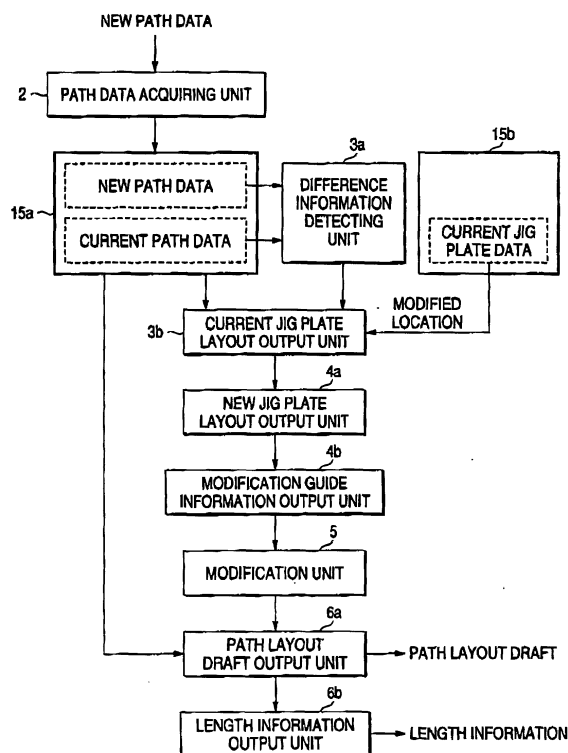 NEW PATH DATA
2
PATH DATA ACQUIRING UNIT
3a
15b
15a
NEW PATH DATA
CURRENT PATH DATA
DIFFERENCE
INFORMATION
DETECTING
UNIT
CURRENT JIG
PLATE DATA
MODIFIED
LOCATION
3b
CURRENT JIG PLATE
LAYOUT OUTPUT UNIT
4a
NEW JIG PLATE
LAYOUT OUTPUT UNIT
4b
MODIFICATION GUIDE
INFORMATION OUTPUT UNIT
5
MODIFICATION UNIT
6a
PATH LAYOUT
DRAFT OUTPUT UNIT
PATH LAYOUT DRAFT
6b
LENGTH INFORMATION
OUTPUT UNIT
LENGTH INFORMATION